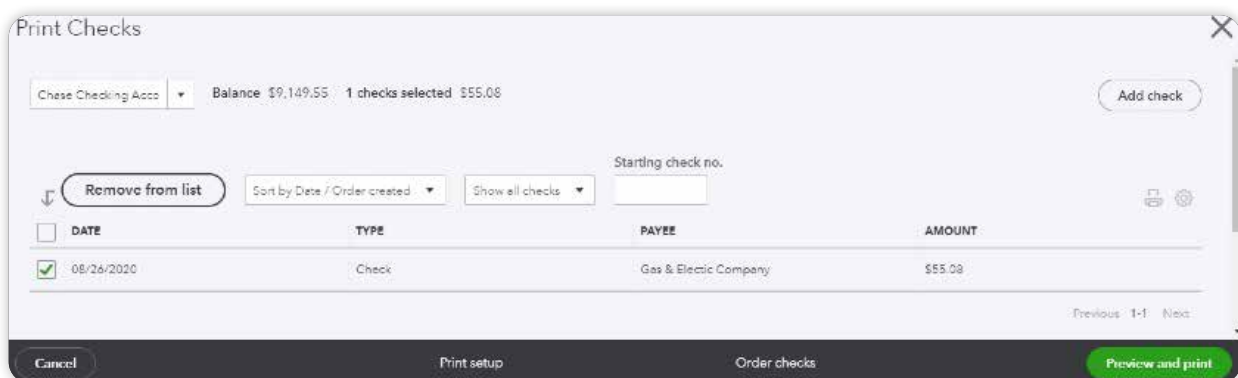 Print Checks
Chase Checking Acco Balance $9,149.55 1 checks selected $55.08 Add check
Starting check no.
Remove from list Sort by Date / Order created Show all checks
DATE TYPE PAYEE AMOUNT
08/26/2020 Check Gas & Electic Company $55.08
Previous 1-1 Next
Cancel Print setup Order checks Preview and print